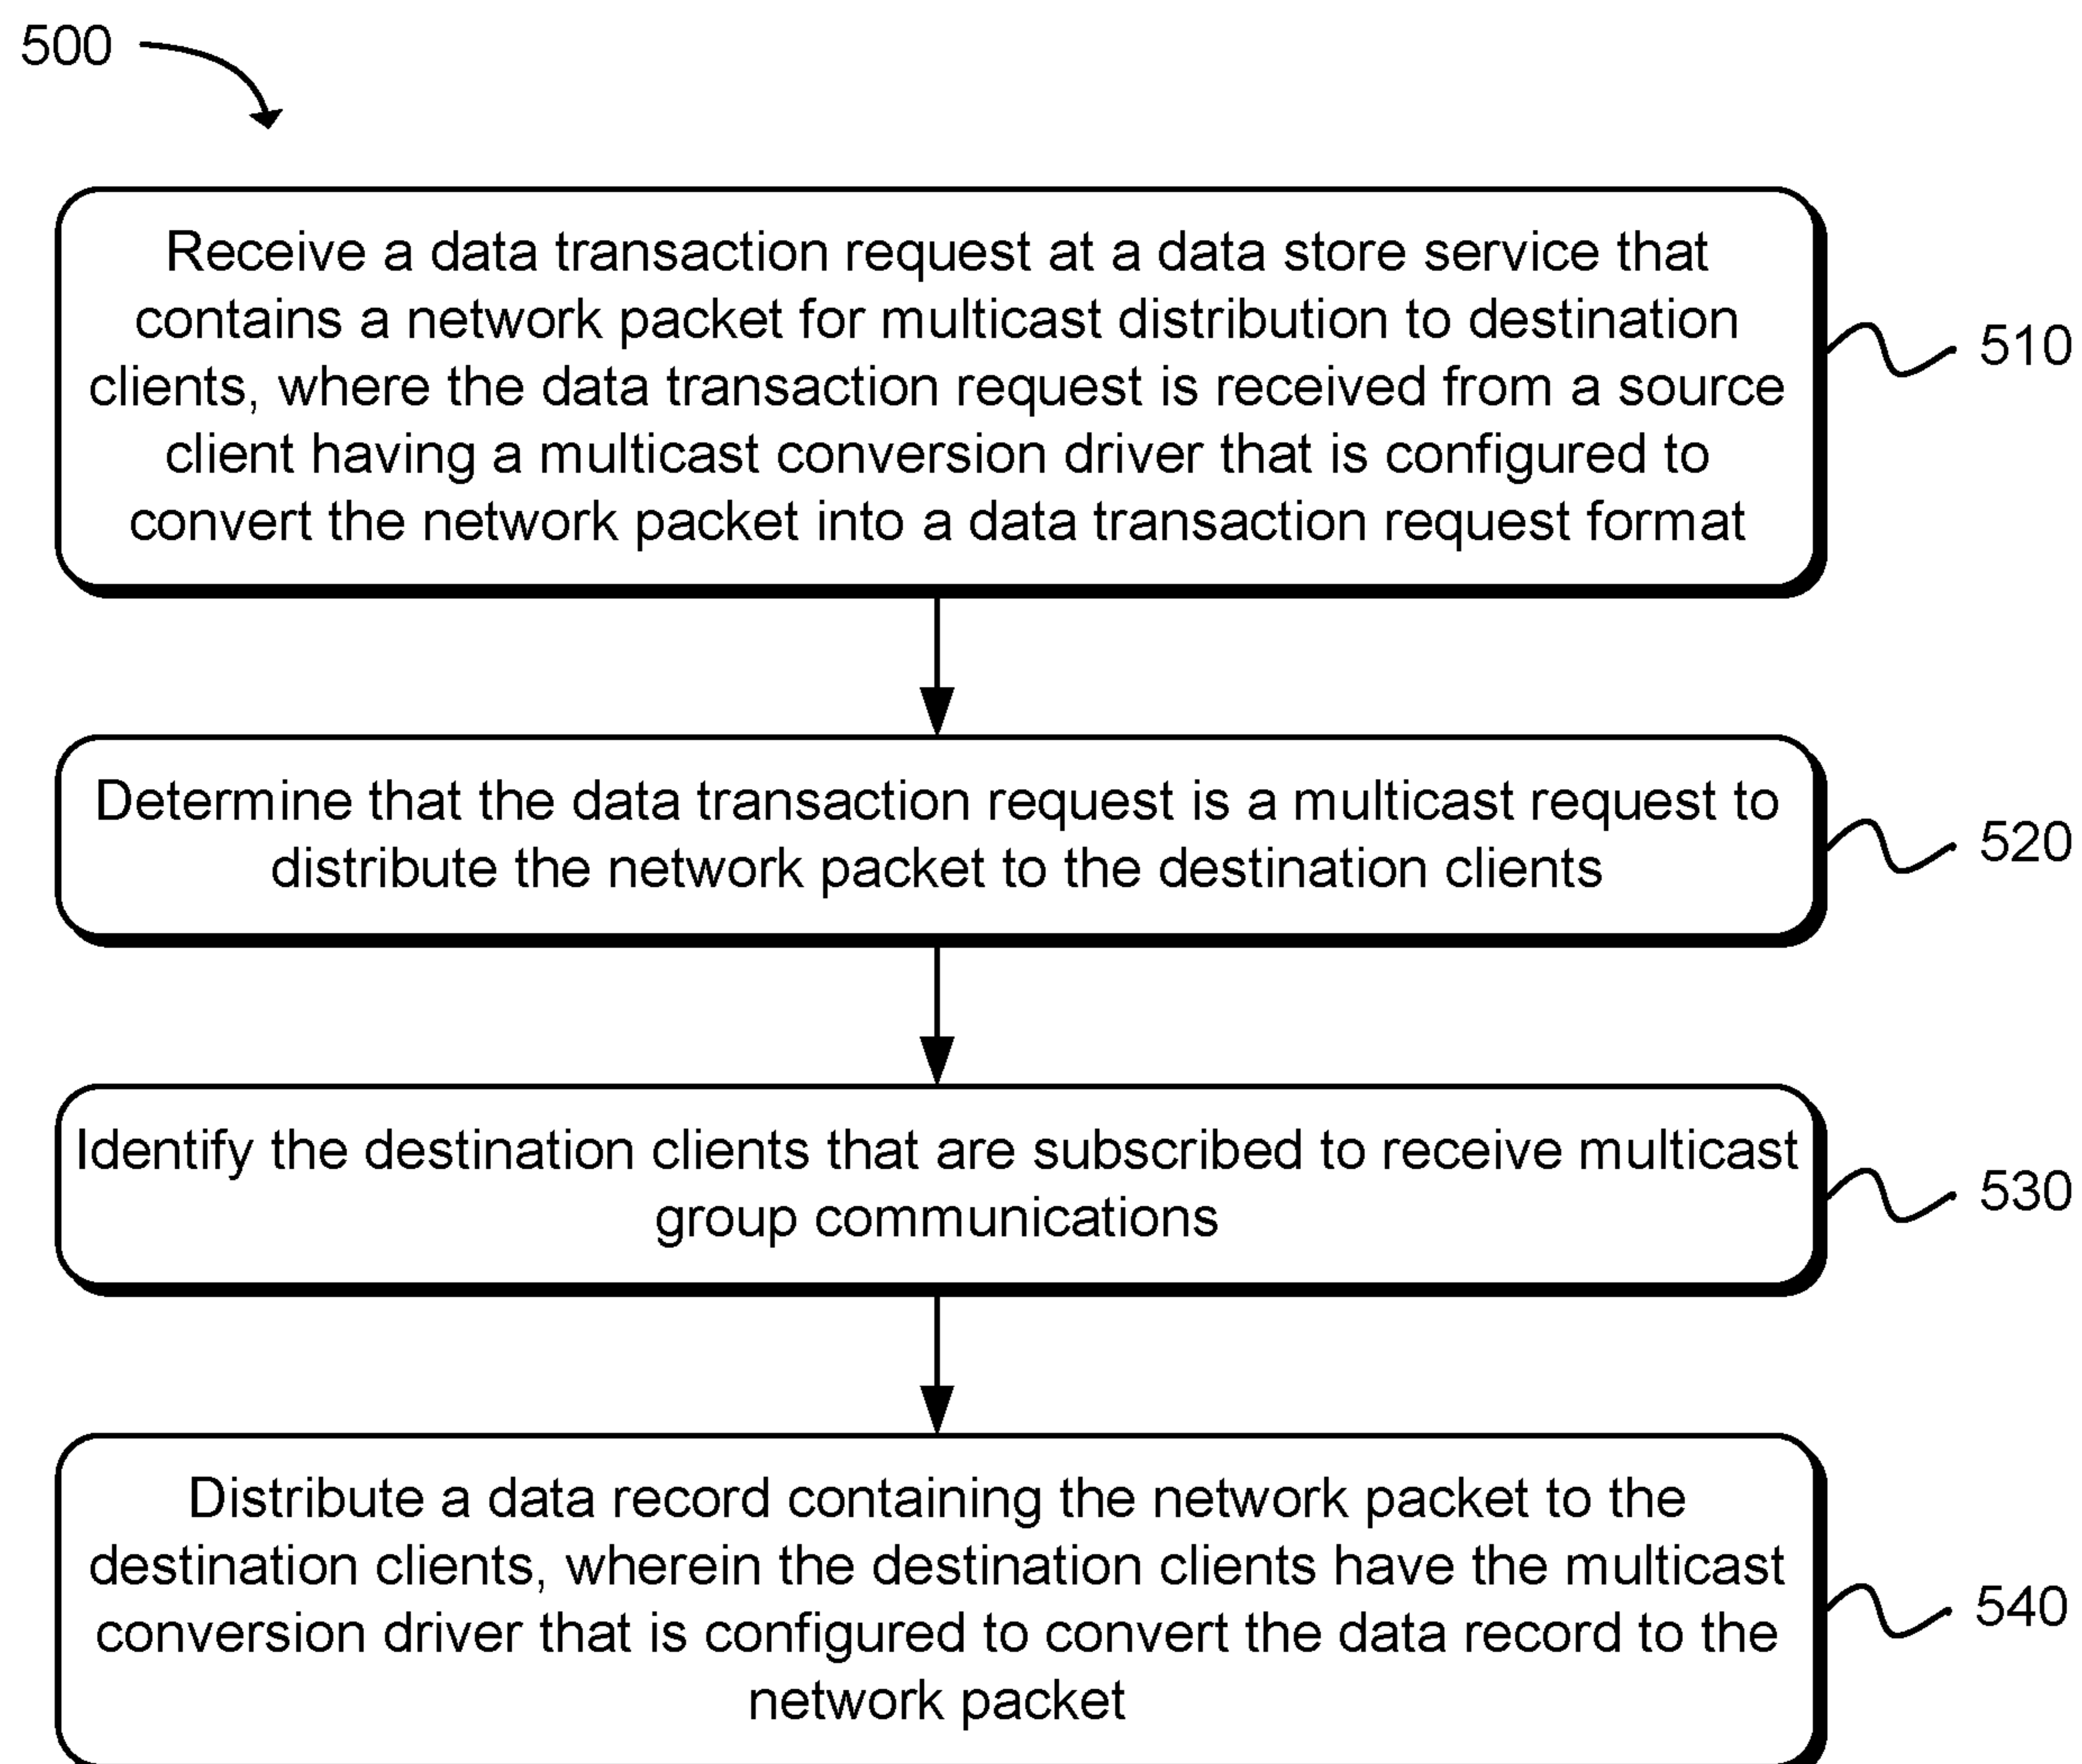 500
Receive a data transaction request at a data store service that
contains a network packet for multicast distribution to destination
clients, where the data transaction request is received from a source
client having a multicast conversion driver that is configured to
convert the network packet into a data transaction request format
510
Determine that the data transaction request is a multicast request to
distribute the network packet to the destination clients
520
Identify the destination clients that are subscribed to receive multicast
group communications
530
Distribute a data record containing the network packet to the
destination clients, wherein the destination clients have the multicast
conversion driver that is configured to convert the data record to the
network packet
540